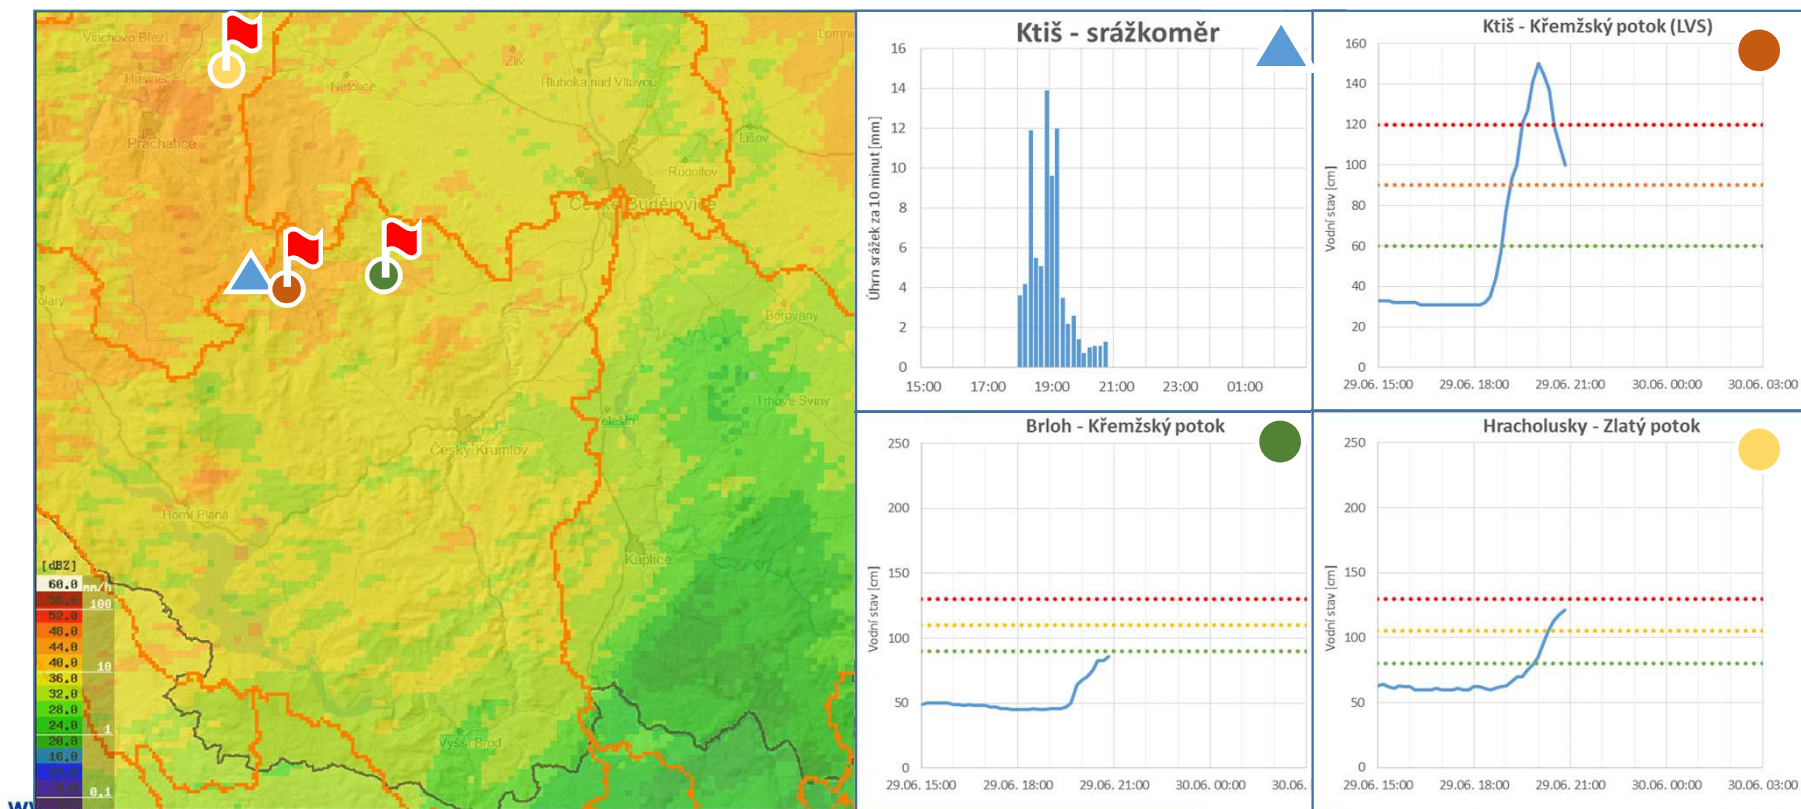 Vlachovo Březí
Husinec
Prachatice
Netolice
Zliv
Hluboká nad Vltavou
Lomni
Lišov
Rudolfov
České Budějovice
olary
Borovany
Trhové Sviny
Velešín
Český Krumlov
Horní Planá
Kaplice
Vyšší Brod
[dBZ]
60.0
56.0
52.0
48.0
44.0
40.0
36.0
32.0
28.0
24.0
20.0
16.0
mm/h
100
10
1
0.1
Ktiš - srážkoměr
Úhrn srážek za 10 minut [mm]
16
14
12
10
8
6
4
2
0
15:00 17:00 19:00 21:00 23:00 01:00
Ktiš - Křemžský potok (LVS)
Vodní stav [cm]
160
140
120
100
80
60
40
20
0
29.06. 15:00 29.06. 18:00 29.06. 21:00 30.06. 00:00 30.06. 03:00
Brloh - Křemžský potok
Vodní stav [cm]
250
200
150
100
50
0
29.06. 15:00 29.06. 18:00 29.06. 21:00 30.06. 00:00 30.06.
Hracholusky - Zlatý potok
Vodní stav [cm]
250
200
150
100
50
0
29.06. 15:00 29.06. 18:00 29.06. 21:00 30.06. 00:00 30.06. 03:00